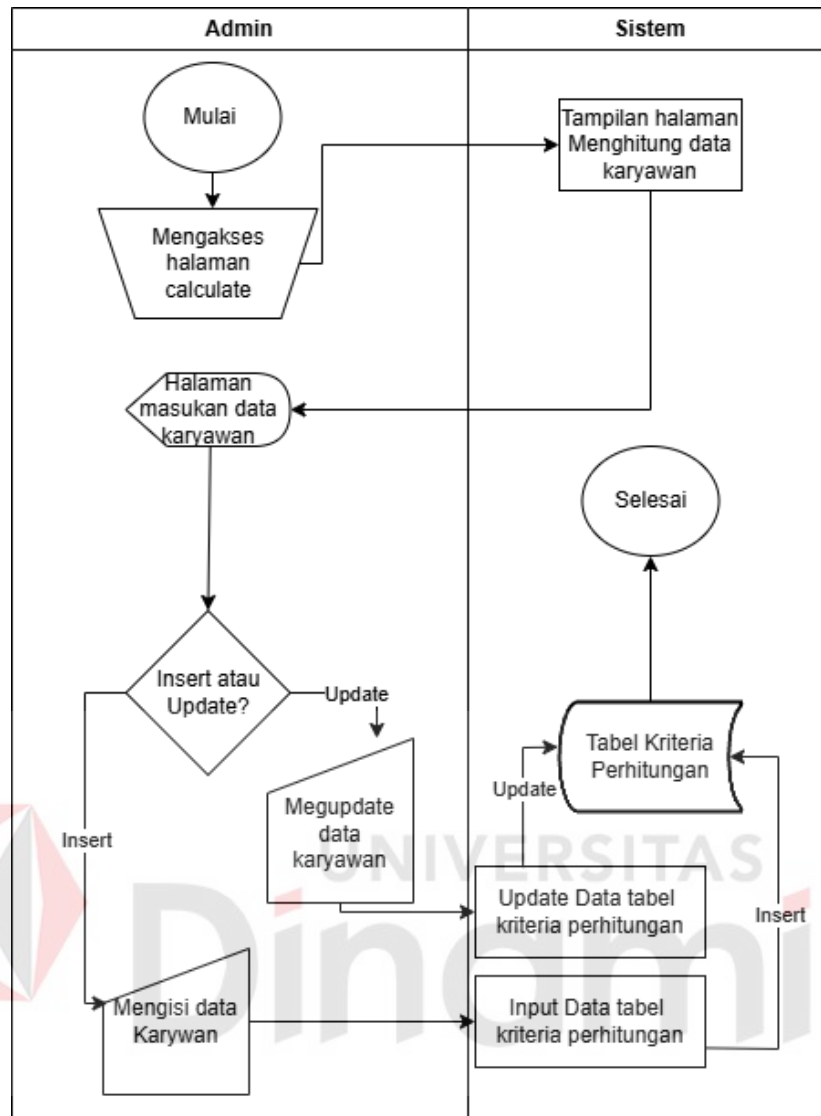 Admin
Sistem
Mulai
Tampilan halaman
Menghitung data
karyawan
Mengakses
halaman
calculate
Halaman
masukan data
karyawan
Selesai
Insert atau
Update?
Update
Tabel Kriteria
Perhitungan
Update
Megupdate
data
karyawan
Insert
UNIVERSITAS
Dinami
Update Data tabel
kriteria perhitungan
Insert
Mengisi data
Karywan
Input Data tabel
kriteria perhitungan